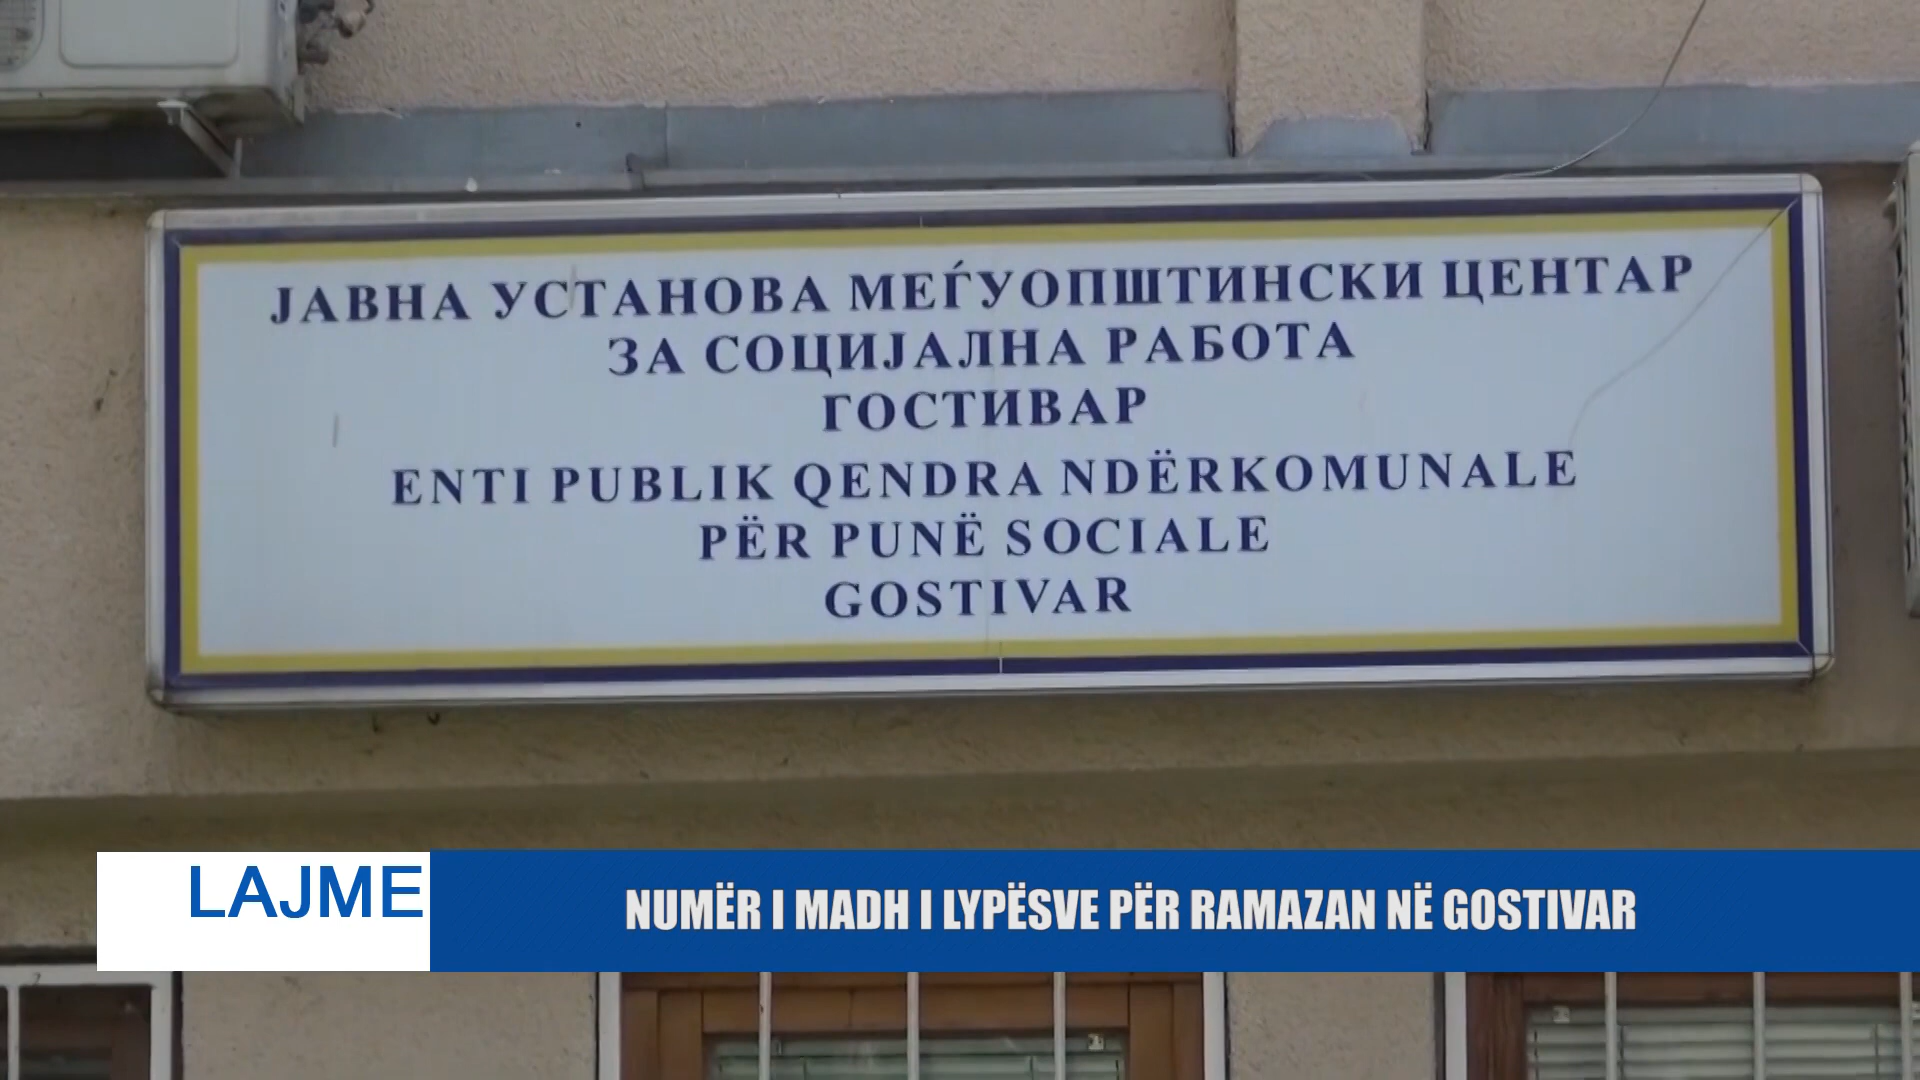 ЈАВНА УСТАНОВА МЕЃУОПШТИНСКИ ЦЕНТАР
ЗА СОЦИЈАЛНА РАБОТА
ГОСТИВАР
ENTI PUBLIK QENDRA NDËRKOMUNALE
PËR PUNË SOCIALE
GOSTIVAR
LAJME
NUMËR I MADH I LYPËSVE PËR RAMAZAN NË GOSTIVAR